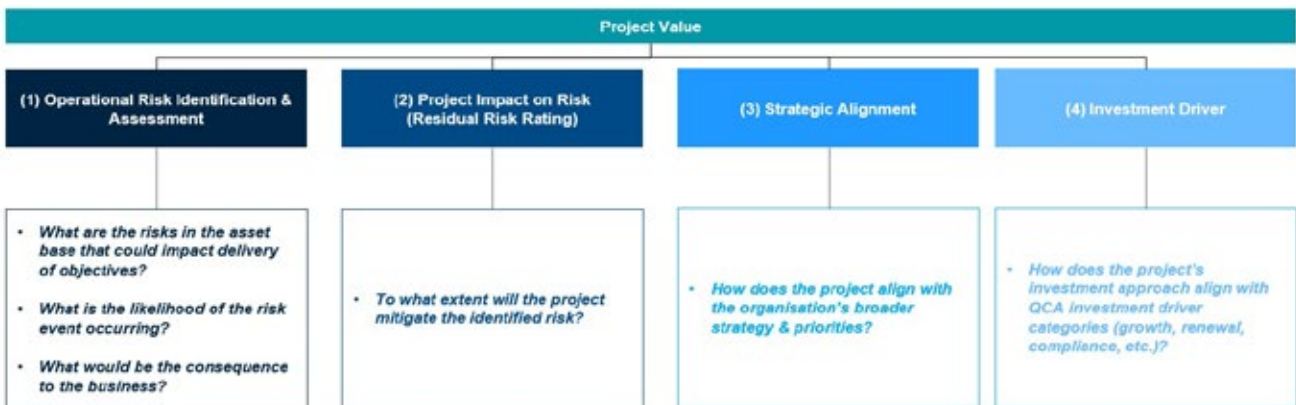 Project Value
(1) Operational Risk Identification &
Assessment
(2) Project Impact on Risk
(Residual Risk Rating)
(3) Strategic Alignment
(4) Investment Driver
• What are the risks in the asset
base that could impact delivery
of objectives?
• What is the likelihood of the risk
event occurring?
• What would be the consequence
to the business?
• To what extent will the project
mitigate the identified risk?
• How does the project align with
the organisation's broader
strategy & priorities?
• How does the project's
investment approach align with
QCA investment driver
categories (growth, renewal,
compliance, etc.)?